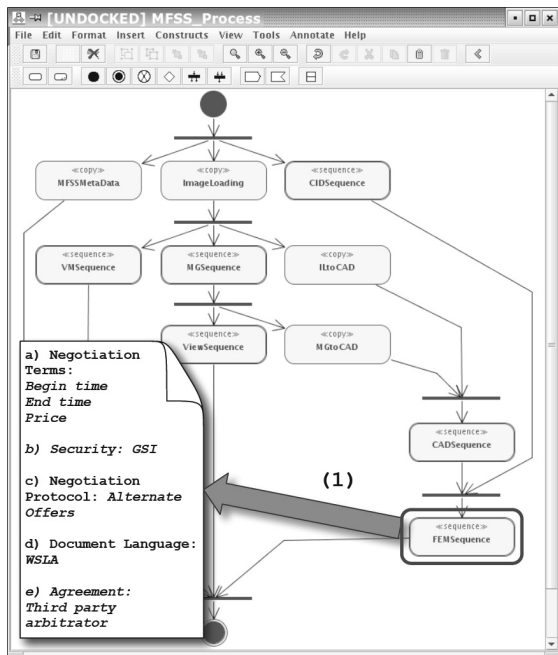 [UNDOCKED] MFSS_Process
File Edit Format Insert Constructs View Tools Annotate Help
«copy»
MFSSMetaData
«copy»
ImageLoading
«sequence»
CIDSequence
«sequence»
VMSequence
«sequence»
MGSequence
«copy»
ILtoCAD
«sequence»
ViewSequence
«copy»
MGtoCAD
«sequence»
CADSequence
«sequence»
FEMSequence
(1)
a) Negotiation
Terms:
Begin time
End time
Price
b) Security: GSI
c) Negotiation
Protocol: Alternate
Offers
d) Document Language:
WSLA
e) Agreement:
Third party
arbitrator